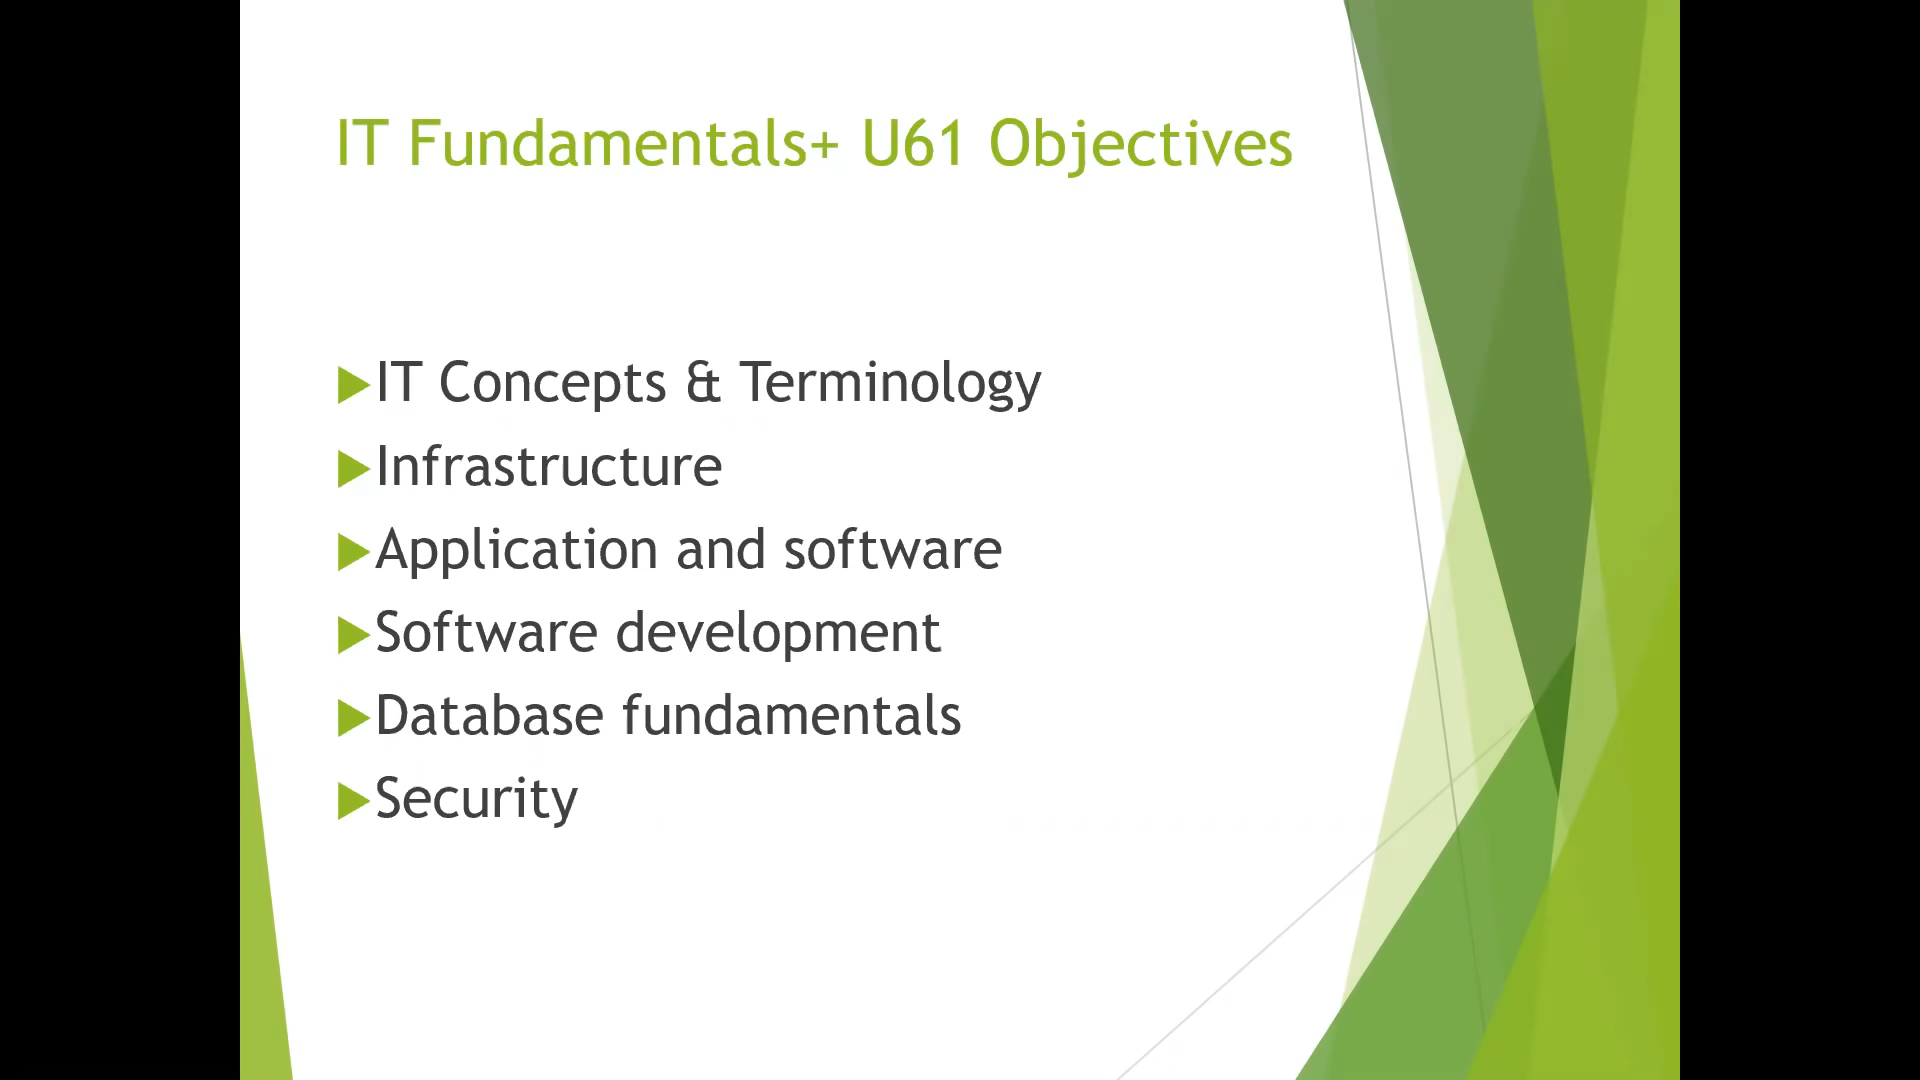 IT Fundamentals+ U61 Objectives
IT Concepts & Terminology
Infrastructure
Application and software
Software development
Database fundamentals
Security